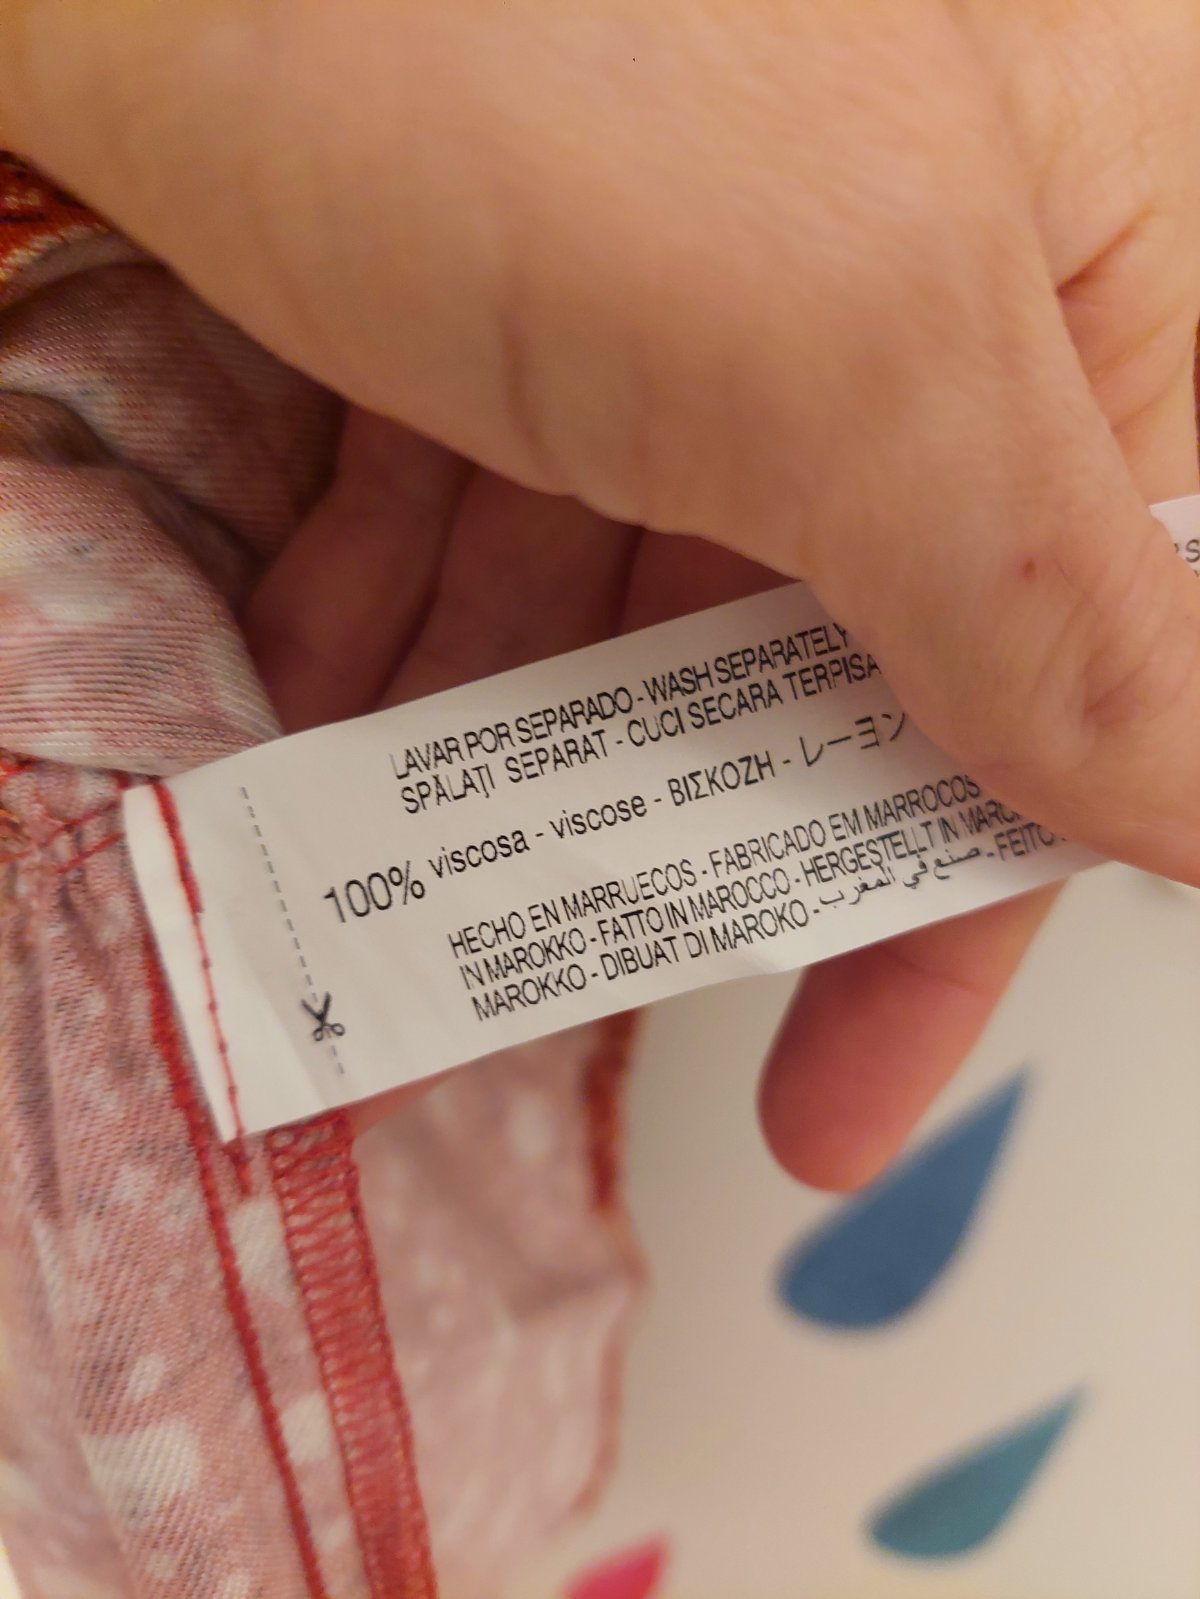 LAVAR POR SEPARADO - WASH SEPARATELY
SPĂLAȚI SEPARAT - CUCI SECARA TERPISA
100% viscosa - viscose - ΒΙΣΚΟΖΗ - レーヨン
HECHO EN MARRUECOS - FABRICADO EM MARROCOS
IN MAROKKO - FATTO IN MAROCCO - HERGESTELLT IN
MAROKKO - DIBUAT DI MAROKO - صنع في المغرب - FEITO